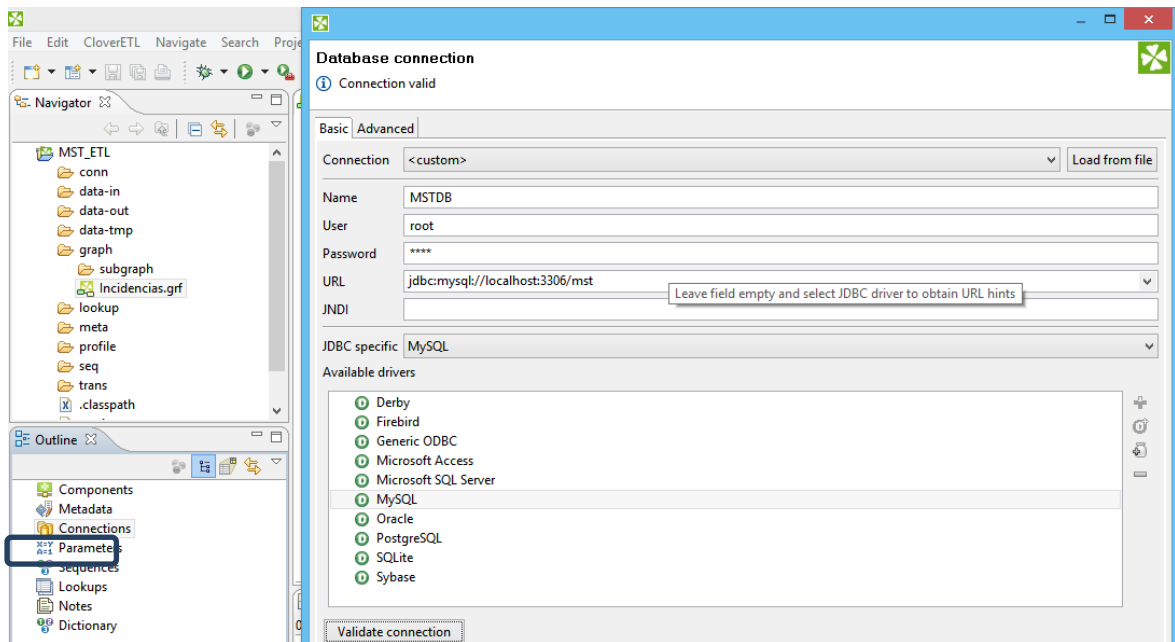 File Edit CloverETL Navigate Search Proje
Navigator
MST_ETL
conn
data-in
data-out
data-tmp
graph
subgraph
Incidencias.grf
lookup
meta
profile
seq
trans
.classpath
Outline
Components
Metadata
Connections
X=Y
A=1
Parameters
Sequences
Lookups
Notes
Dictionary
Database connection
Connection valid
Basic Advanced
Connection <custom> Load from file
Name MSTDB
User root
Password ****
URL jdbc:mysql://localhost:3306/mst
Leave field empty and select JDBC driver to obtain URL hints
JNDI
JDBC specific MySQL
Available drivers
Derby
Firebird
Generic ODBC
Microsoft Access
Microsoft SQL Server
MySQL
Oracle
PostgreSQL
SQLite
Sybase
Validate connection